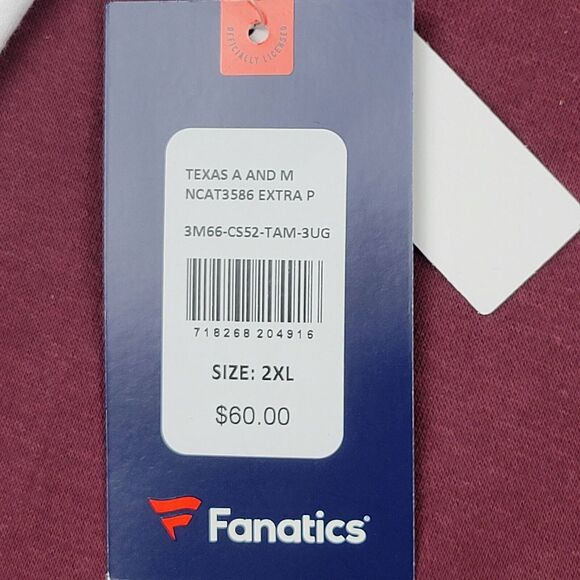 OFFICIALLY LICENSED
TEXAS A AND M
NCAT3586 EXTRA P
3M66-CS52-TAM-3UG
718268 204916
SIZE: 2XL
$60.00
Fanatics